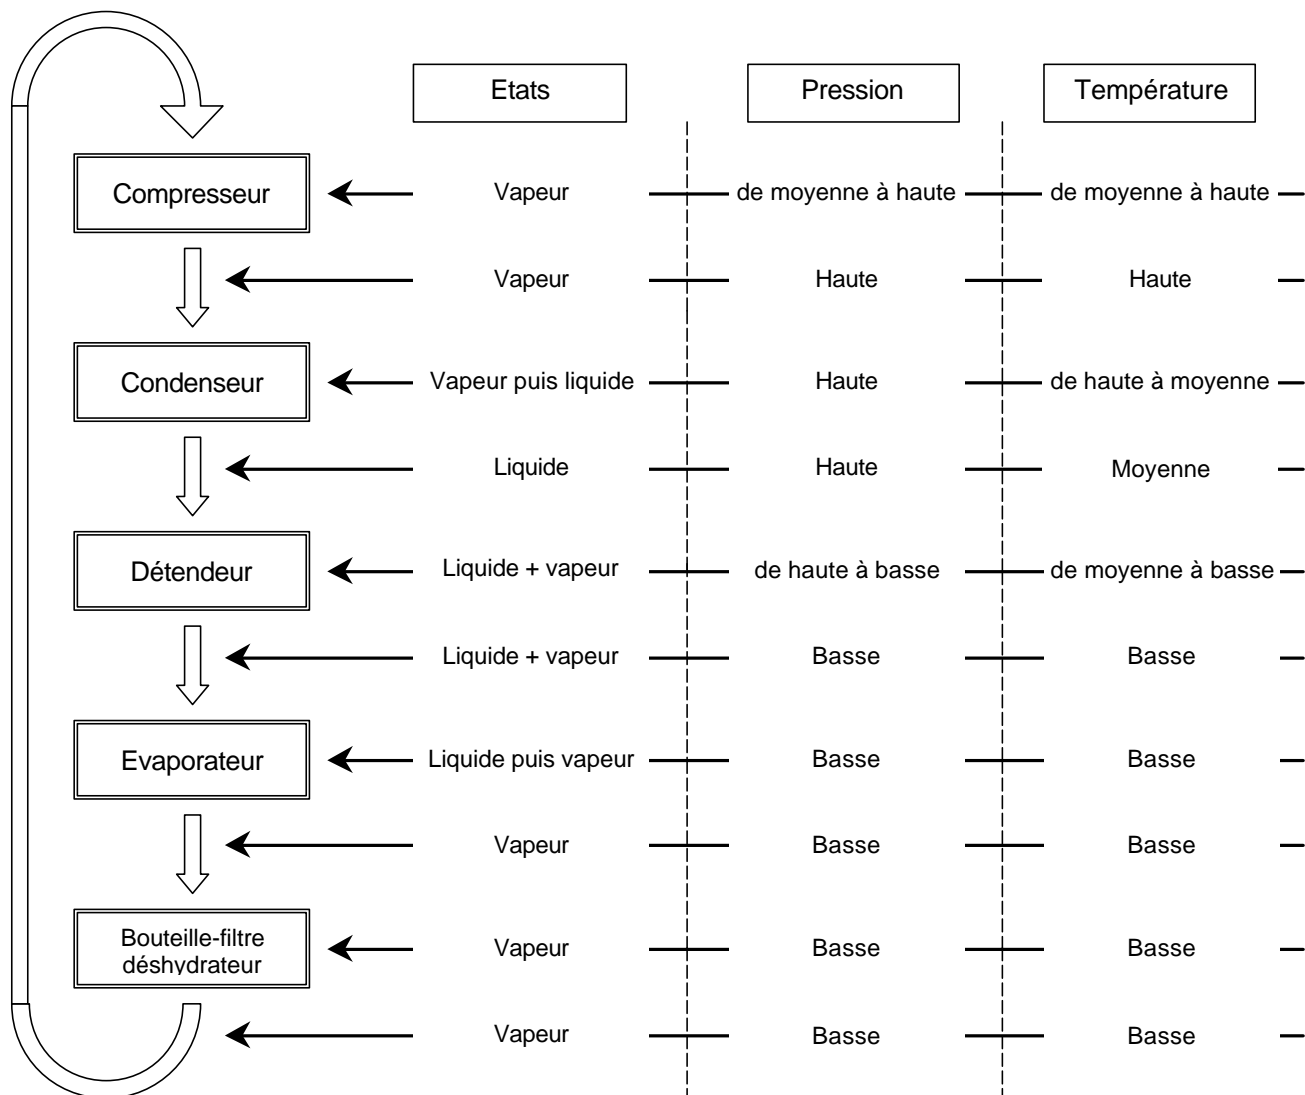 Etats Pression Température
Compresseur Vapeur de moyenne à haute de moyenne à haute
Vapeur Haute Haute
Condenseur Vapeur puis liquide Haute de haute à moyenne
Liquide Haute Moyenne
Détendeur Liquide + vapeur de haute à basse de moyenne à basse
Liquide + vapeur Basse Basse
Evaporateur Liquide puis vapeur Basse Basse
Vapeur Basse Basse
Bouteille-filtre
déshydrateur Vapeur Basse Basse
Vapeur Basse Basse